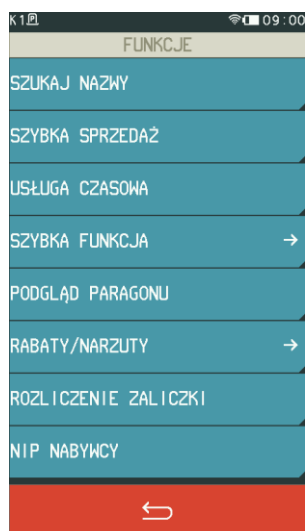 K1 P 09:00
FUNKCJE
SZUKAJ NAZWY
SZYBKA SPRZEDAŻ
USŁUGA CZASOWA
SZYBKA FUNKCJA →
PODGLĄD PARAGONU
RABATY/NARZUTY →
ROZLICZENIE ZALICZKI
NIP NABYWCY